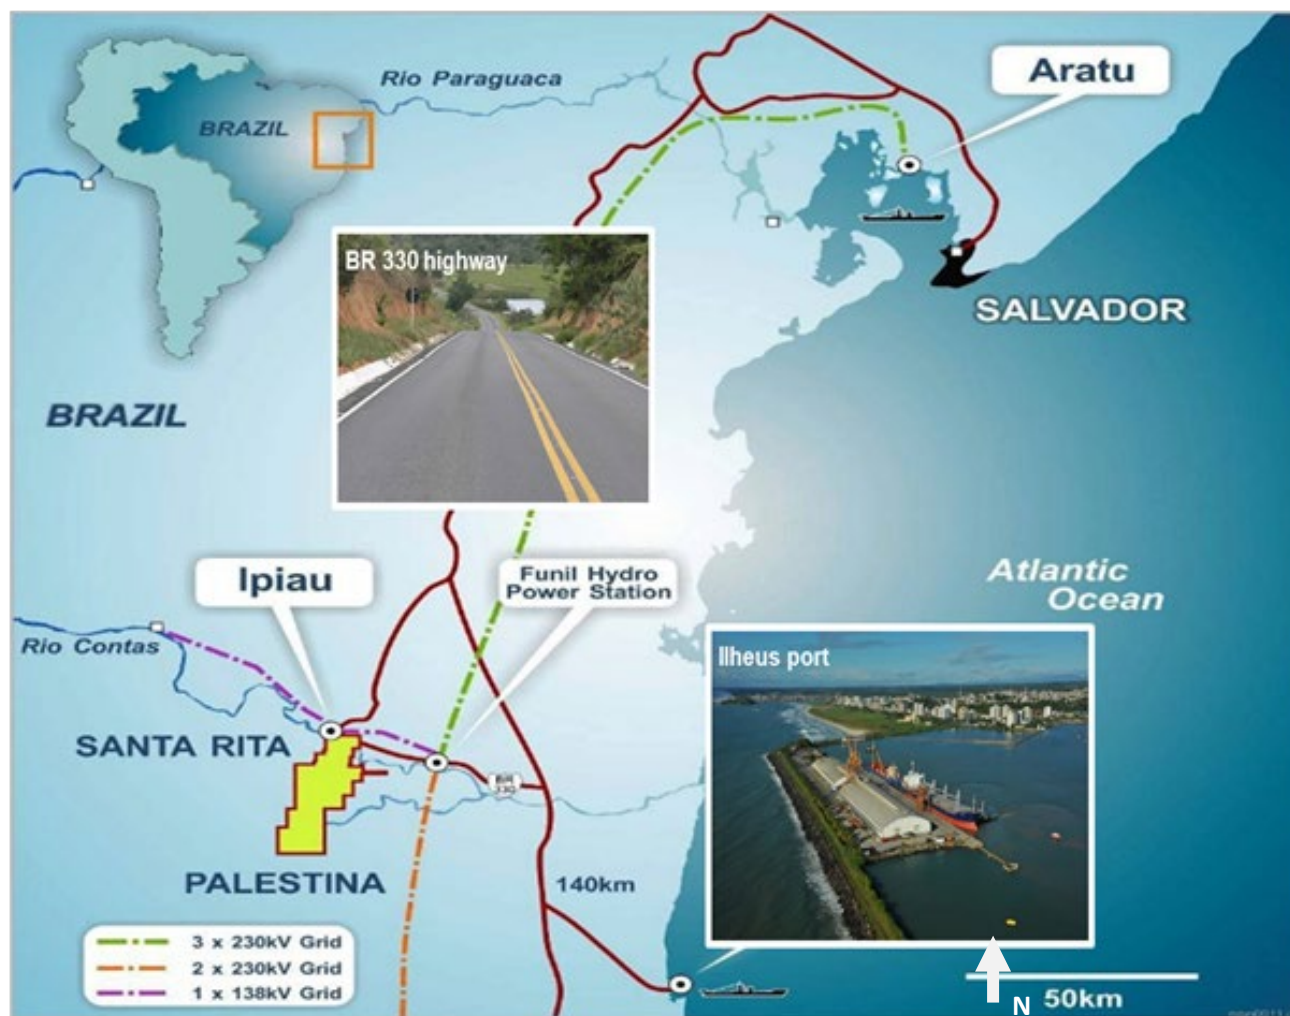 Rio Paraguaca
Aratu
BRAZIL
BR 330 highway
SALVADOR
BRAZIL
Ipiau
Funil Hydro
Power Station
Atlantic
Ocean
Rio Contas
Ilheus port
SANTA RITA
BR
330
PALESTINA
140km
3 x 230kV Grid
2 x 230kV Grid
1 x 138kV Grid
N
50km